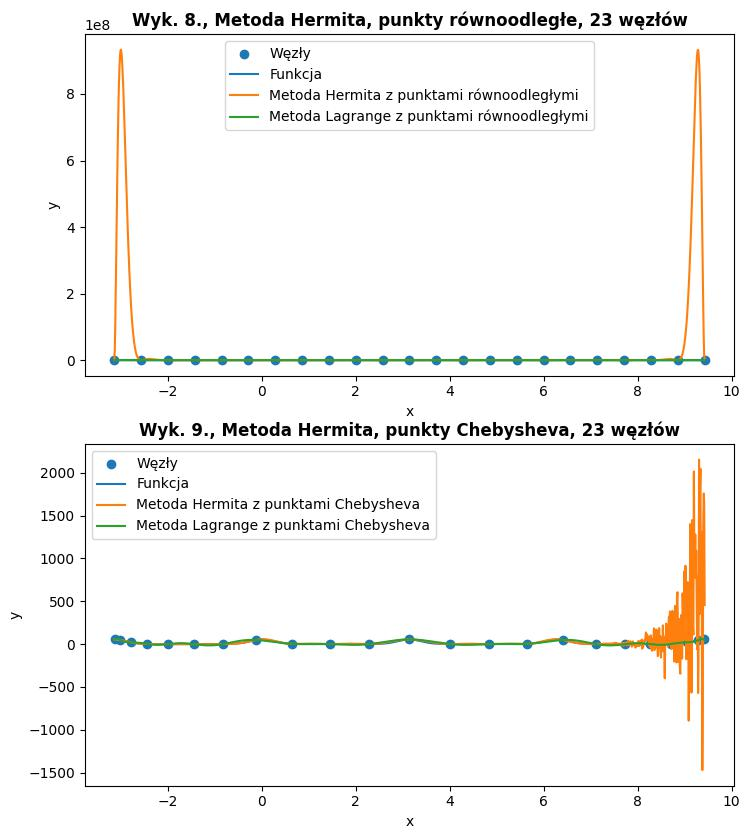 Wyk. 8., Metoda Hermita, punkty równoodległe, 23 węzłów
1e8
Węzły
Funkcja
Metoda Hermita z punktami równoodległymi
Metoda Lagrange z punktami równoodległymi
8
6
4
2
0
y
−2 0 2 4 6 8 10
x
Wyk. 9., Metoda Hermita, punkty Chebysheva, 23 węzłów
Węzły
Funkcja
Metoda Hermita z punktami Chebysheva
Metoda Lagrange z punktami Chebysheva
2000
1500
1000
500
0
−500
−1000
−1500
y
−2 0 2 4 6 8 10
x